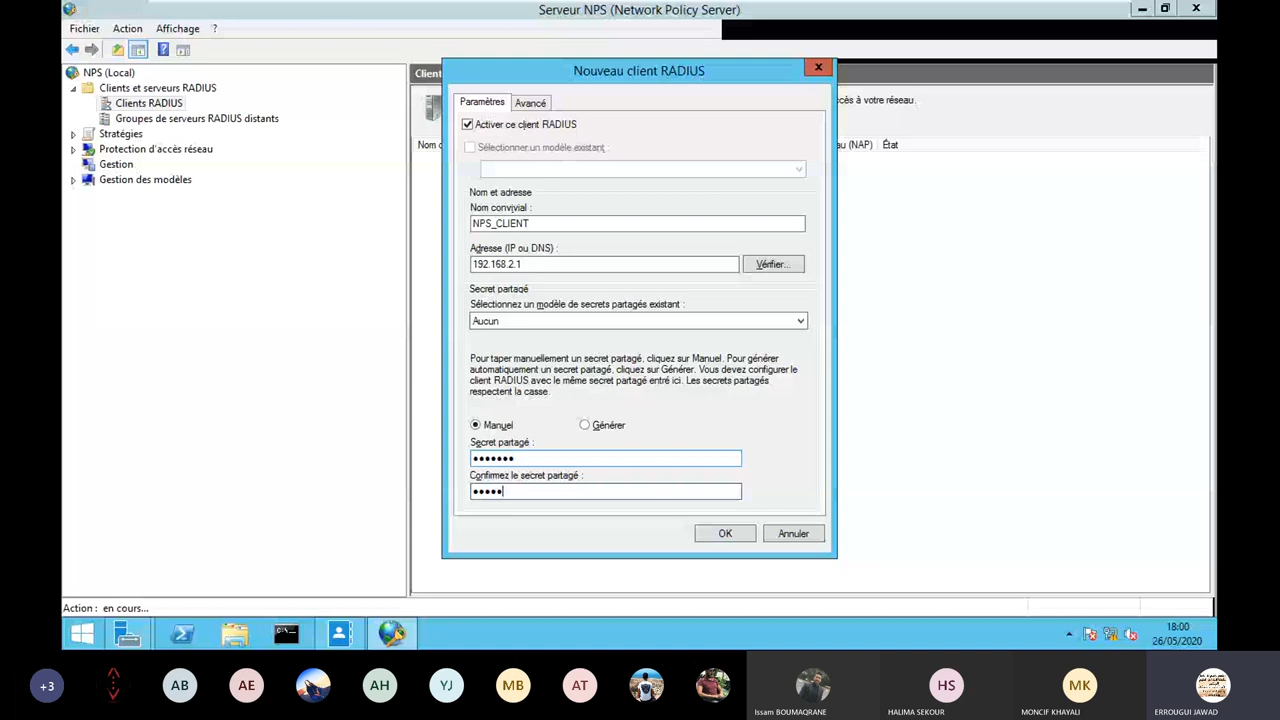 Serveur NPS (Network Policy Server)
Fichier Action Affichage ?
NPS (Local)
Clients et serveurs RADIUS
Clients RADIUS
Groupes de serveurs RADIUS distants
Stratégies
Protection d'accès réseau
Gestion
Gestion des modèles
Client
ccès à votre réseau.
Nom c
au (NAP) État
Nouveau client RADIUS
Paramètres Avancé
Activer ce client RADIUS
Sélectionner un modèle existant :
Nom et adresse
Nom convivial :
NPS_CLIENT
Adresse (IP ou DNS) :
192.168.2.1 Vérifier...
Secret partagé
Sélectionnez un modèle de secrets partagés existant :
Aucun
Pour taper manuellement un secret partagé, cliquez sur Manuel. Pour générer
automatiquement un secret partagé, cliquez sur Générer. Vous devez configurer le
client RADIUS avec le même secret partagé entré ici. Les secrets partagés
respectent la casse.
Manuel Générer
Secret partagé :
•••••••
Confirmez le secret partagé :
•••••
OK Annuler
Action : en cours...
18:00
26/05/2020
+3 AB AE AH YJ MB AT HS MK
Issam BOUMAQRANE HALIMA SEKOUR MONCIF KHAYALI ERROUGUI JAWAD